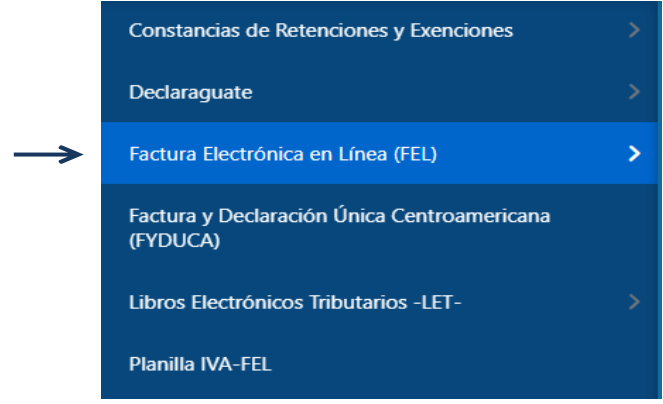 Constancias de Retenciones y Exenciones
Declaraguate
Factura Electrónica en Línea (FEL)
Factura y Declaración Única Centroamericana
(FYDUCA)
Libros Electrónicos Tributarios -LET-
Planilla IVA-FEL